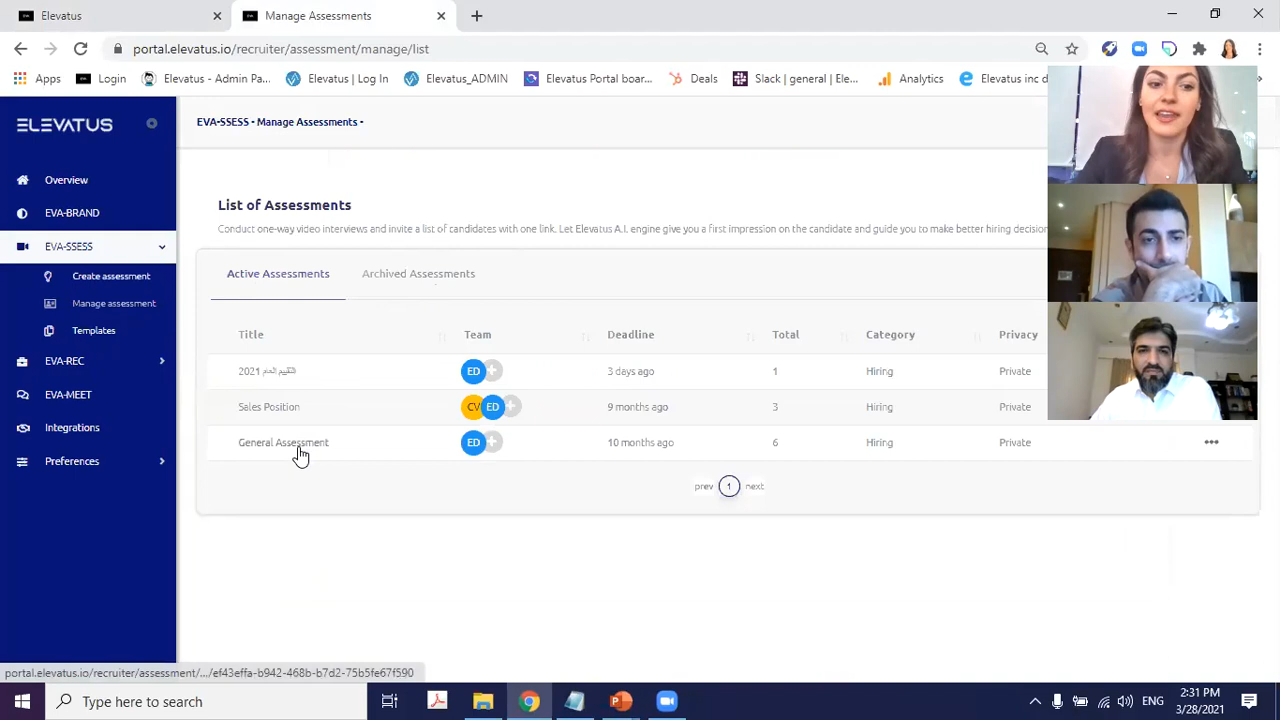 Elevatus
Manage Assessments
portal.elevatus.io/recruiter/assessment/manage/list
Apps
Login
Elevatus - Admin Pa...
Elevatus | Log In
Elevatus_ADMIN
Elevatus Portal boar...
Deals
Slack | general | Ele...
Analytics
Elevatus inc d
ELEVATUS
EVA-SSESS - Manage Assessments -
Overview
EVA-BRAND
EVA-SSESS
Create assessment
Manage assessment
Templates
EVA-REC
EVA-MEET
Integrations
Preferences
List of Assessments
Conduct one-way video interviews and invite a list of candidates with one link. Let Elevatus A.I. engine give you a first impression on the candidate and guide you to make better hiring decision
Active Assessments Archived Assessments
Title Team Deadline Total Category Privacy
التقييم العام 2021 ED 3 days ago 1 Hiring Private
Sales Position CV ED 9 months ago 3 Hiring Private
General Assessment ED 10 months ago 6 Hiring Private
prev 1 next
portal.elevatus.io/recruiter/assessment/.../ef43effa-b942-468b-b7d2-75b5fe67f590
Type here to search
ENG
2:31 PM
3/28/2021